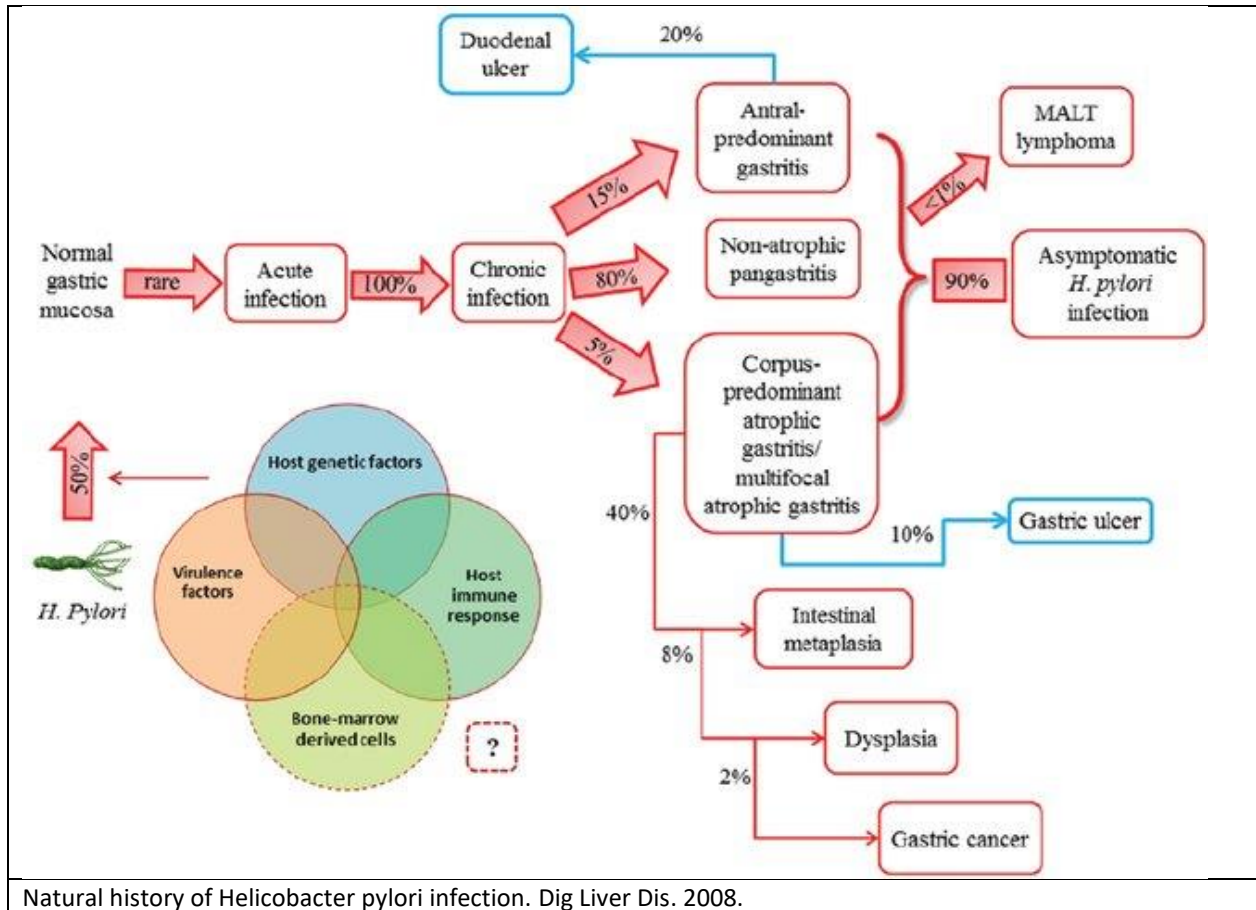 Duodenal
ulcer
20%
Antral-
predominant
gastritis
MALT
lymphoma
<1%
15%
Normal
gastric
mucosa
rare
Acute
infection
100%
Chronic
infection
80%
Non-atrophic
pangastritis
90%
Asymptomatic
H. pylori
infection
5%
Corpus-
predominant
atrophic
gastritis/
multifocal
atrophic gastritis
50%
H. Pylori
Host genetic factors
Virulence
factors
Host
immune
response
Bone-marrow
derived cells
?
40%
10%
Gastric ulcer
Intestinal
metaplasia
8%
Dysplasia
2%
Gastric cancer
Natural history of Helicobacter pylori infection. Dig Liver Dis. 2008.